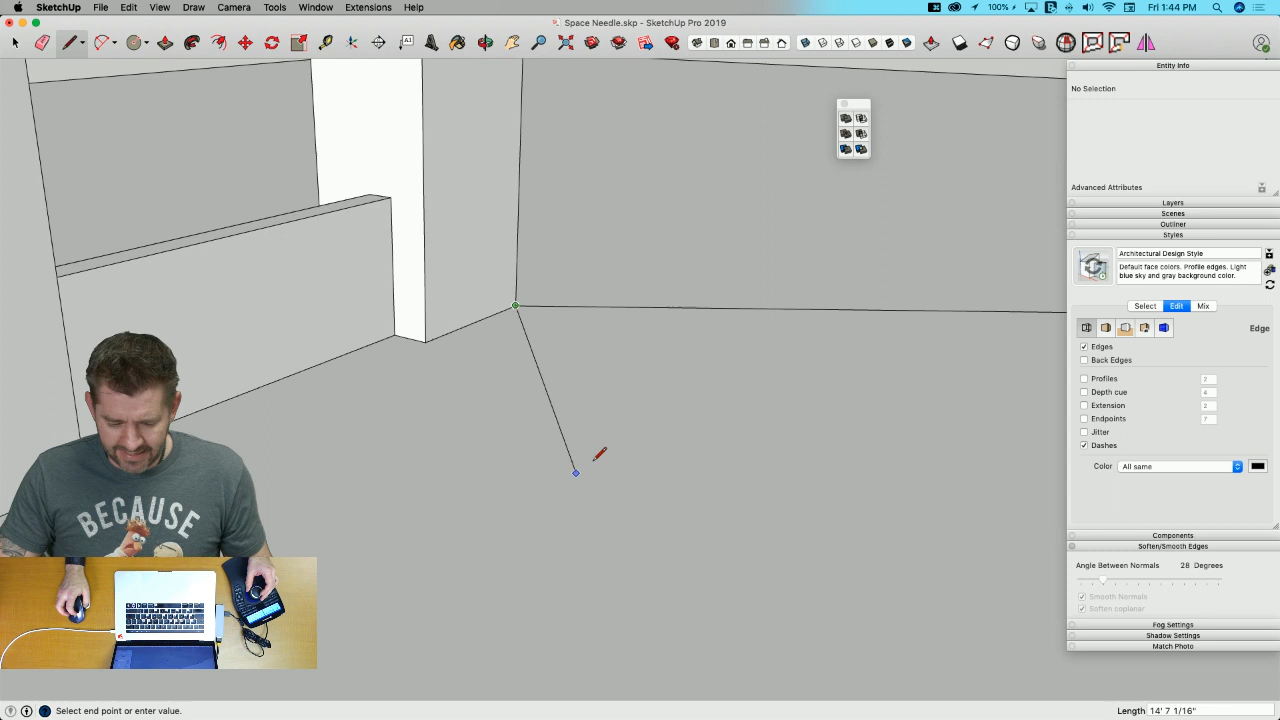 SketchUp File Edit View Draw Camera Tools Window Extensions Help 100% Fri 1:44 PM
Space Needle.skp - SketchUp Pro 2019
Entity Info
No Selection
Advanced Attributes
Layers
Scenes
Outliner
Styles
Architectural Design Style
Default face colors. Profile edges. Light
blue sky and gray background color.
Select Edit Mix
Edge
Edges
Back Edges
Profiles 2
Depth cue 4
Extension 2
Endpoints 7
Jitter
Dashes
Color All same
Components
Soften/Smooth Edges
Angle Between Normals 28 Degrees
Smooth Normals
Soften coplanar
Fog Settings
Shadow Settings
Match Photo
BECAUSE
Select end point or enter value.
Length 14' 7 1/16"